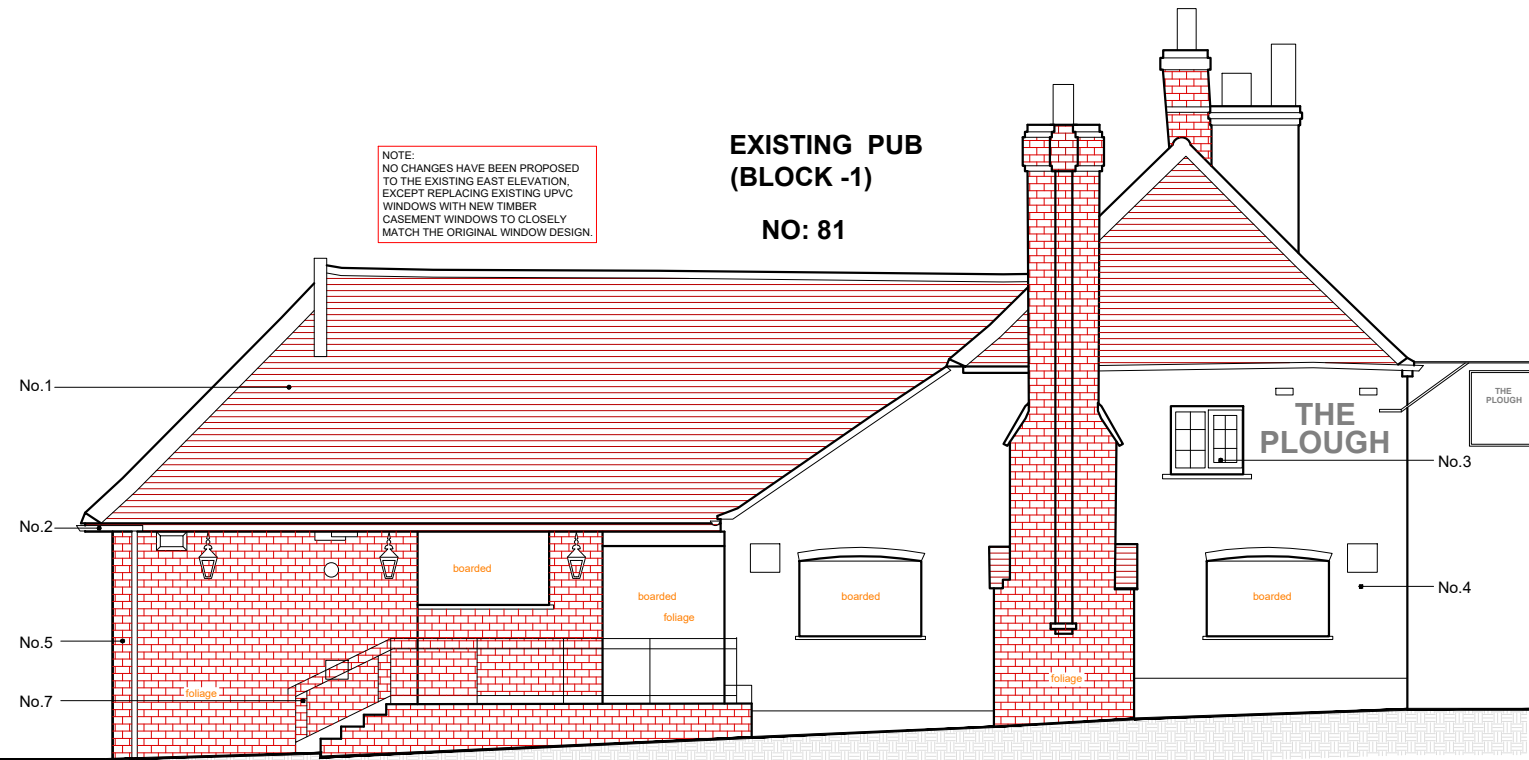 NOTE:
NO CHANGES HAVE BEEN PROPOSED
TO THE EXISTING EAST ELEVATION,
EXCEPT REPLACING EXISTING UPVC
WINDOWS WITH NEW TIMBER
CASEMENT WINDOWS TO CLOSELY
MATCH THE ORIGINAL WINDOW DESIGN.
EXISTING PUB
(BLOCK -1)
NO: 81
No.1
THE
PLOUGH
THE
PLOUGH
No.3
No.2
boarded
boarded
foliage
boarded
boarded
No.4
No.5
foliage
foliage
No.7